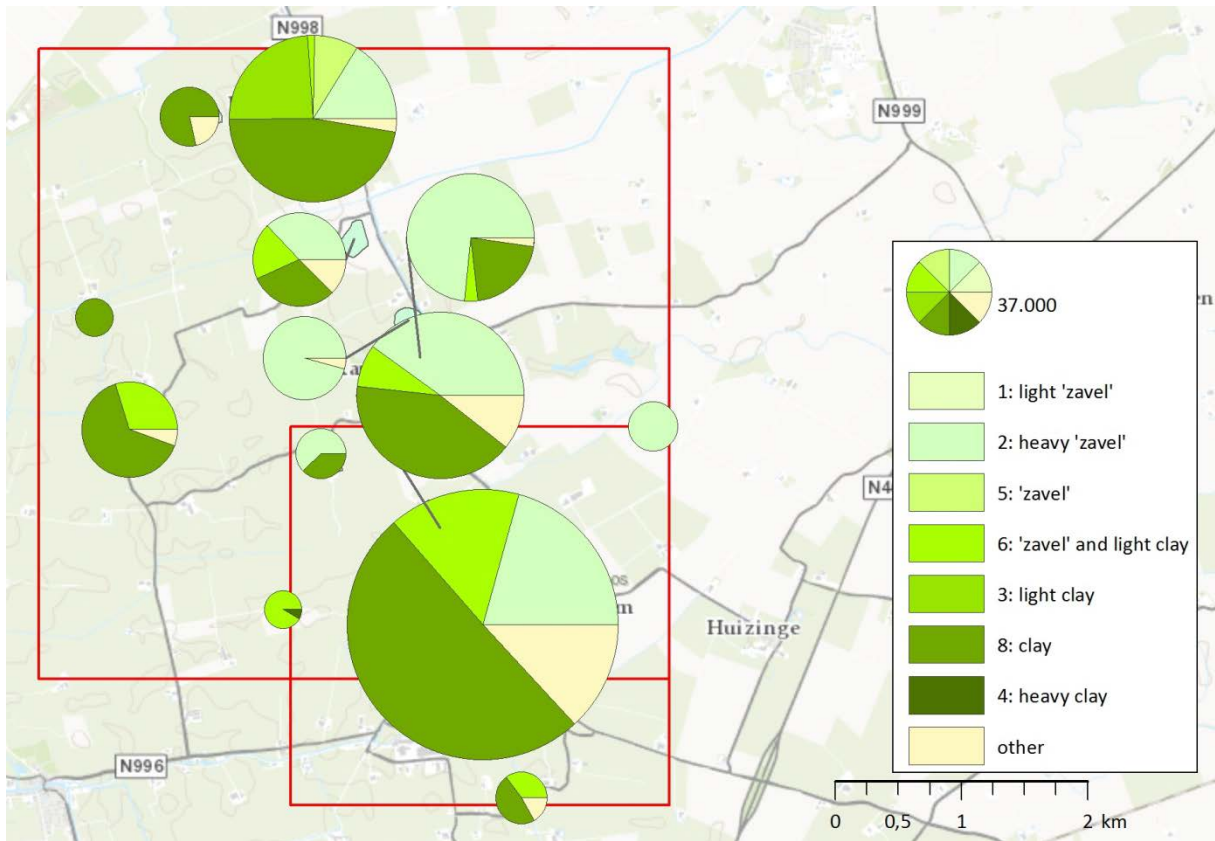 N998
N999
37.000
1: light 'zavel'
2: heavy 'zavel'
5: 'zavel'
6: 'zavel' and light clay
3: light clay
8: clay
4: heavy clay
other
Huizinge
N996
0 0,5 1 2 km